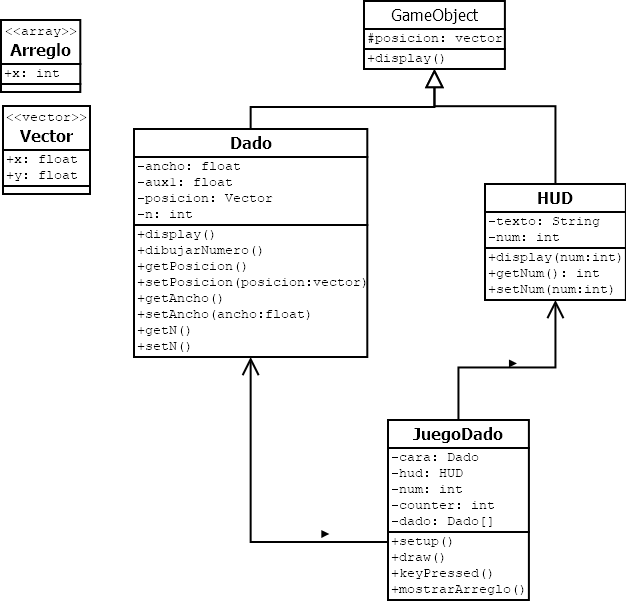 <<array>>
Arreglo
+x: int
<<vector>>
Vector
+x: float
+y: float
GameObject
#posicion: vector
+display()
Dado
-ancho: float
-aux1: float
-posicion: Vector
-n: int
+display()
+dibujarNumero()
+getPosicion()
+setPosicion(posicion:vector)
+getAncho()
+setAncho(ancho:float)
+getN()
+setN()
HUD
-texto: String
-num: int
+display(num:int)
+getNum(): int
+setNum(num:int)
JuegoDado
-cara: Dado
-hud: HUD
-num: int
-counter: int
-dado: Dado[]
+setup()
+draw()
+keyPressed()
+mostrarArreglo()